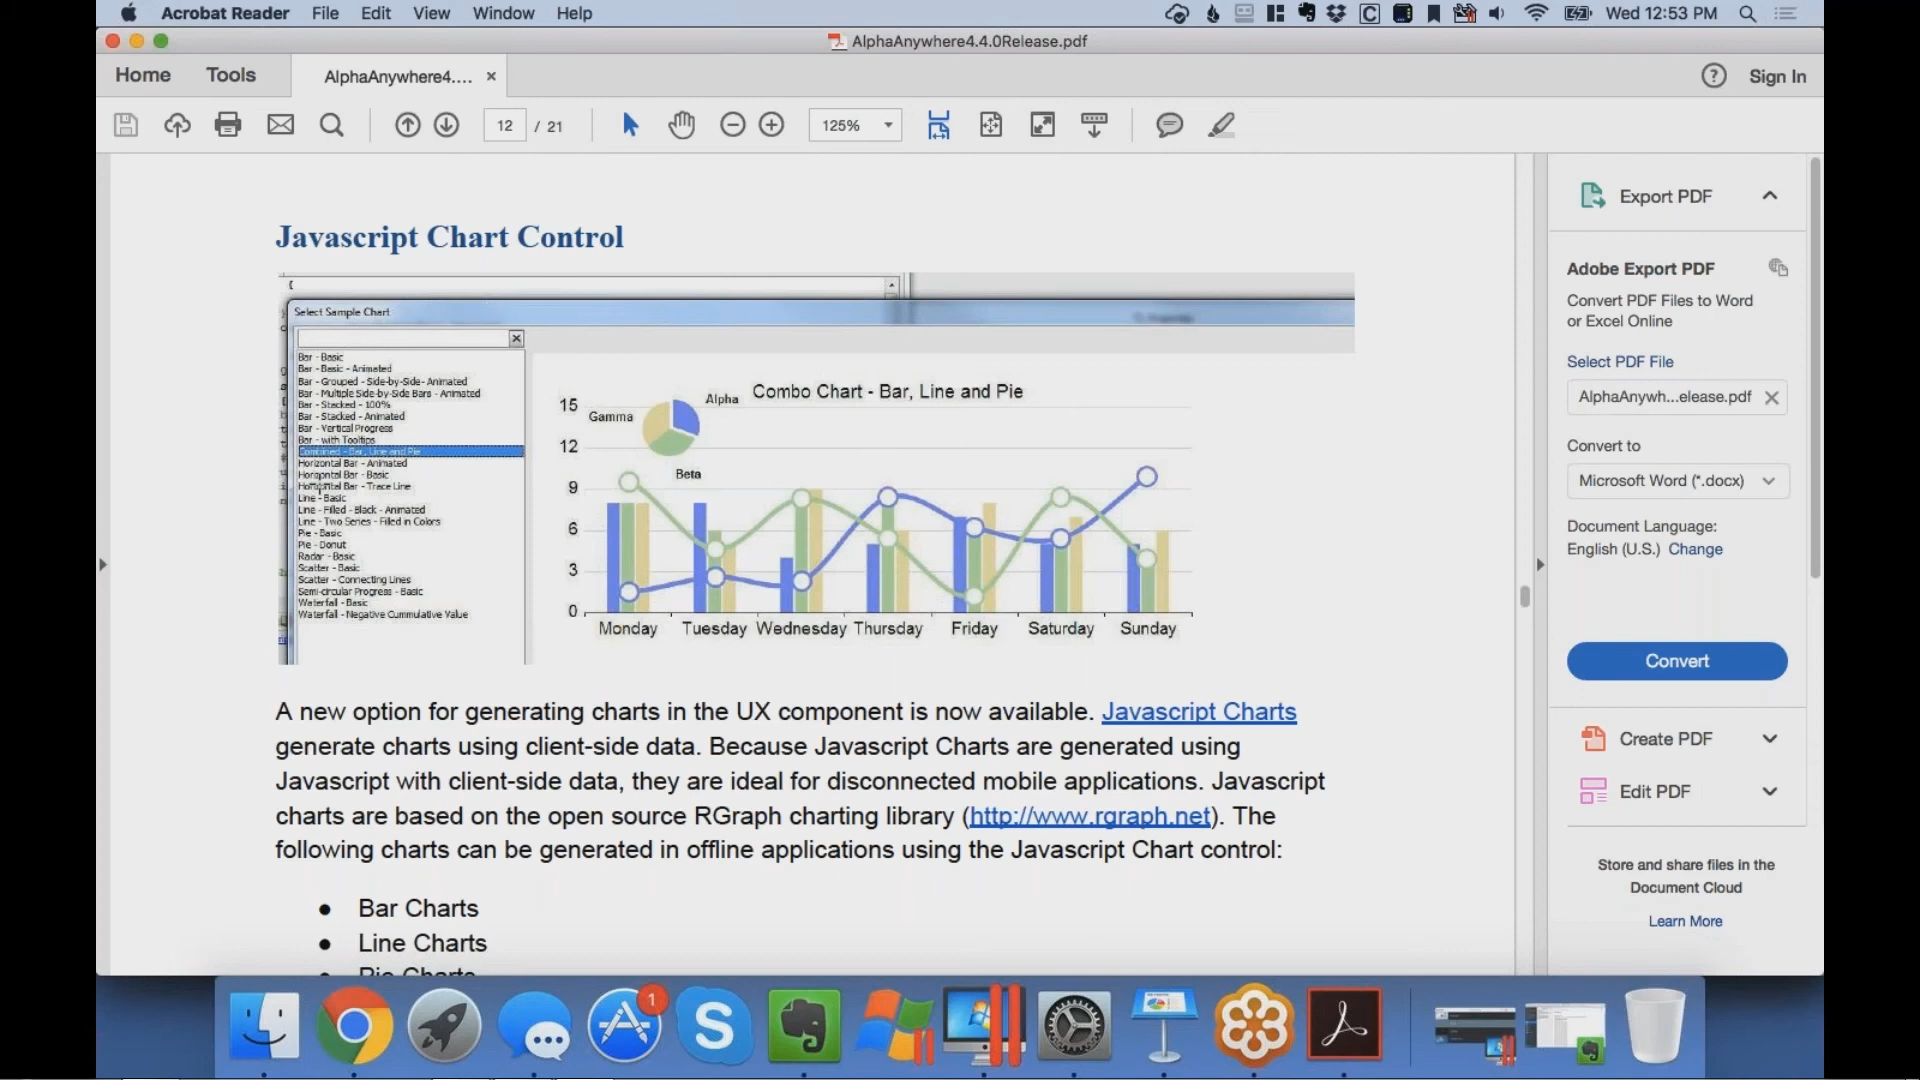 Acrobat Reader File Edit View Window Help
Wed 12:53 PM
AlphaAnywhere4.4.0Release.pdf
Home Tools AlphaAnywhere4.... Sign In
12 / 21 125%
Javascript Chart Control
Select Sample Chart
Bar - Basic
Bar - Basic - Animated
Bar - Grouped - Side-by-Side- Animated
Bar - Multiple Side-by-Side Bars - Animated
Bar - Stacked - 100%
Bar - Stacked - Animated
Bar - Vertical Progress
Bar - with Tooltips
Combined - Bar, Line and Pie
Horizontal Bar - Animated
Horizontal Bar - Basic
Horizontal Bar - Trace Line
Line - Basic
Line - Filled - Black - Animated
Line - Two Series - Filled in Colors
Pie - Basic
Pie - Donut
Radar - Basic
Scatter - Basic
Scatter - Connecting Lines
Semi-circular Progress - Basic
Waterfall - Basic
Waterfall - Negative Cummulative Value
Combo Chart - Bar, Line and Pie
Alpha
Gamma
Beta
15
12
9
6
3
0
Monday Tuesday Wednesday Thursday Friday Saturday Sunday
A new option for generating charts in the UX component is now available. Javascript Charts
generate charts using client-side data. Because Javascript Charts are generated using
Javascript with client-side data, they are ideal for disconnected mobile applications. Javascript
charts are based on the open source RGraph charting library (http://www.rgraph.net). The
following charts can be generated in offline applications using the Javascript Chart control:
● Bar Charts
● Line Charts
● Pie Charts
Export PDF
Adobe Export PDF
Convert PDF Files to Word
or Excel Online
Select PDF File
AlphaAnywh...elease.pdf
Convert to
Microsoft Word (*.docx)
Document Language:
English (U.S.) Change
Convert
Create PDF
Edit PDF
Store and share files in the
Document Cloud
Learn More
1